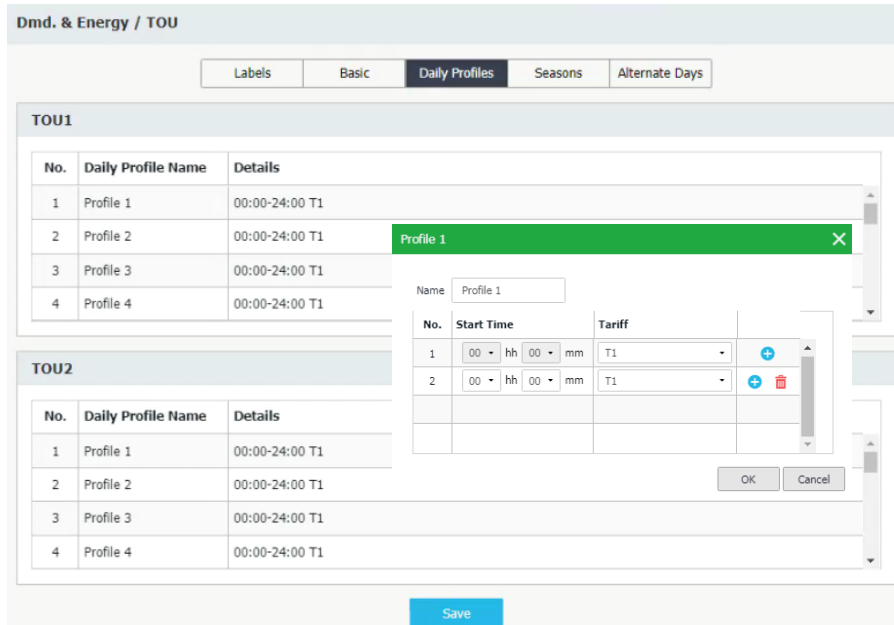 Dmd. & Energy / TOU
Labels Basic Daily Profiles Seasons Alternate Days
TOU1
No. Daily Profile Name Details
1 Profile 1 00:00-24:00 T1
2 Profile 2 00:00-24:00 T1
3 Profile 3 00:00-24:00 T1
4 Profile 4 00:00-24:00 T1
Profile 1
Name Profile 1
No. Start Time Tariff
1 00 hh 00 mm T1
2 00 hh 00 mm T1
OK Cancel
TOU2
No. Daily Profile Name Details
1 Profile 1 00:00-24:00 T1
2 Profile 2 00:00-24:00 T1
3 Profile 3 00:00-24:00 T1
4 Profile 4 00:00-24:00 T1
Save